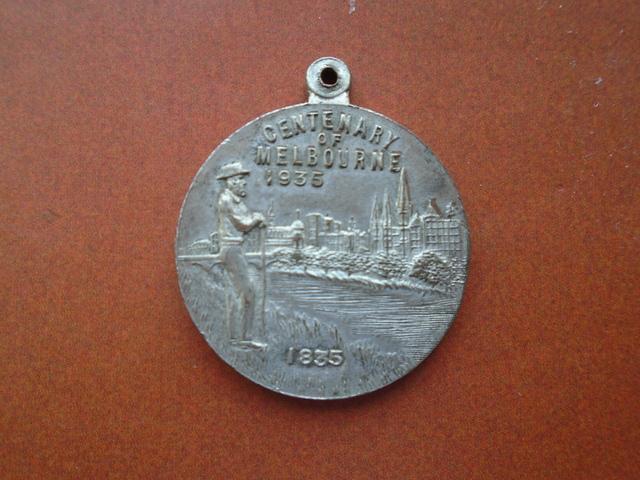 CENTENARY
OF
MELBOURNE
1935
1835